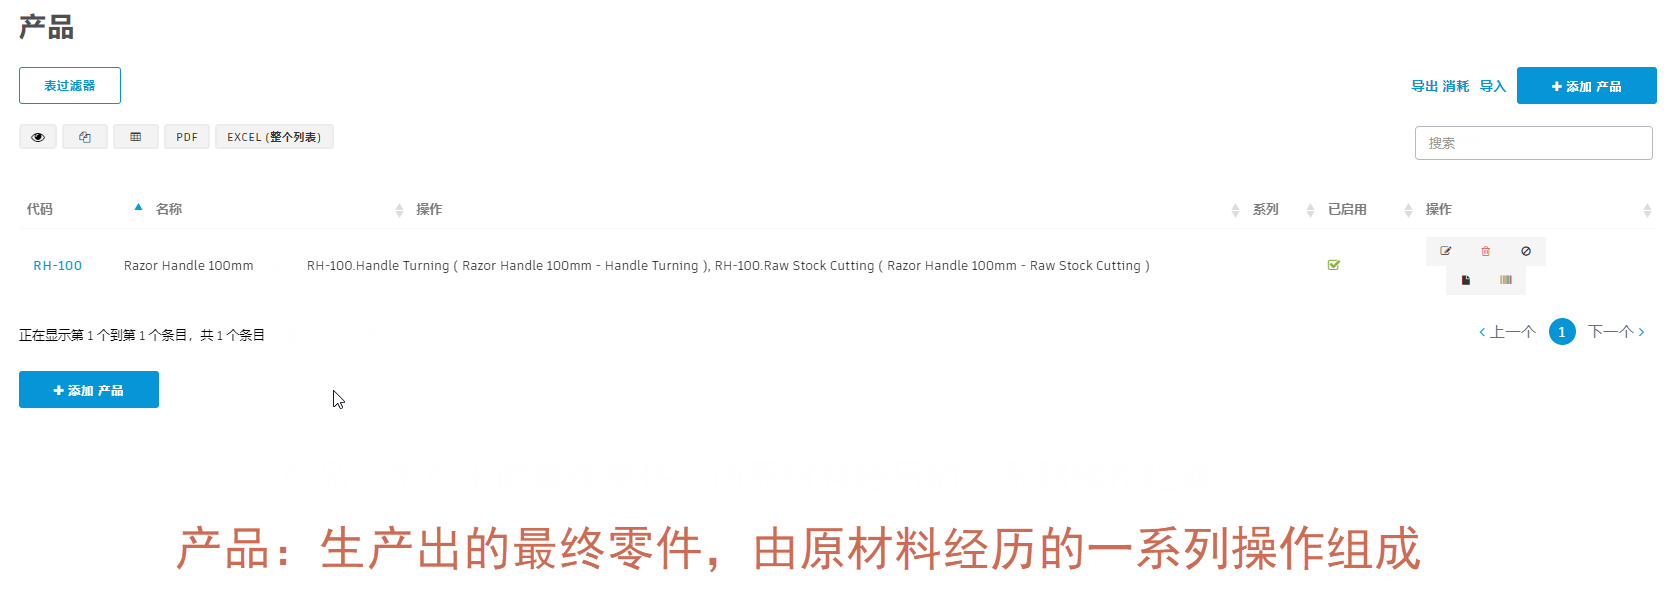 产品
表过滤器
导出 消耗 导入 添加 产品
PDF EXCEL (整个列表)
搜索
代码 名称 操作 系列 已启用 操作
RH-100 Razor Handle 100mm RH-100.Handle Turning ( Razor Handle 100mm - Handle Turning ), RH-100.Raw Stock Cutting ( Razor Handle 100mm - Raw Stock Cutting )
正在显示第 1 个到第 1 个条目，共 1 个条目
上一个 1 下一个
添加 产品
产品：生产出的最终零件，由原材料经历的一系列操作组成